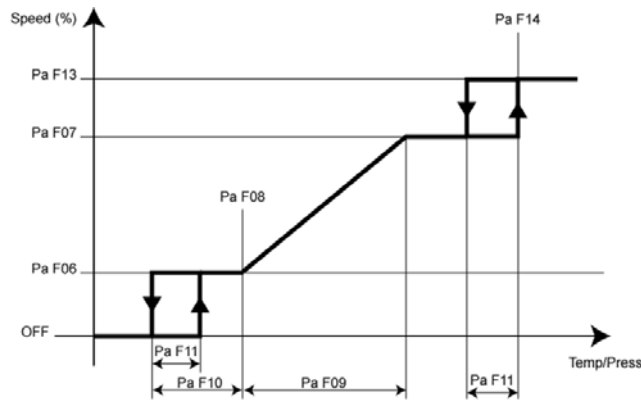 Speed (%)
Pa F14
Pa F13
Pa F07
Pa F08
Pa F06
OFF
Temp/Press
Pa F11
Pa F10
Pa F09
Pa F11